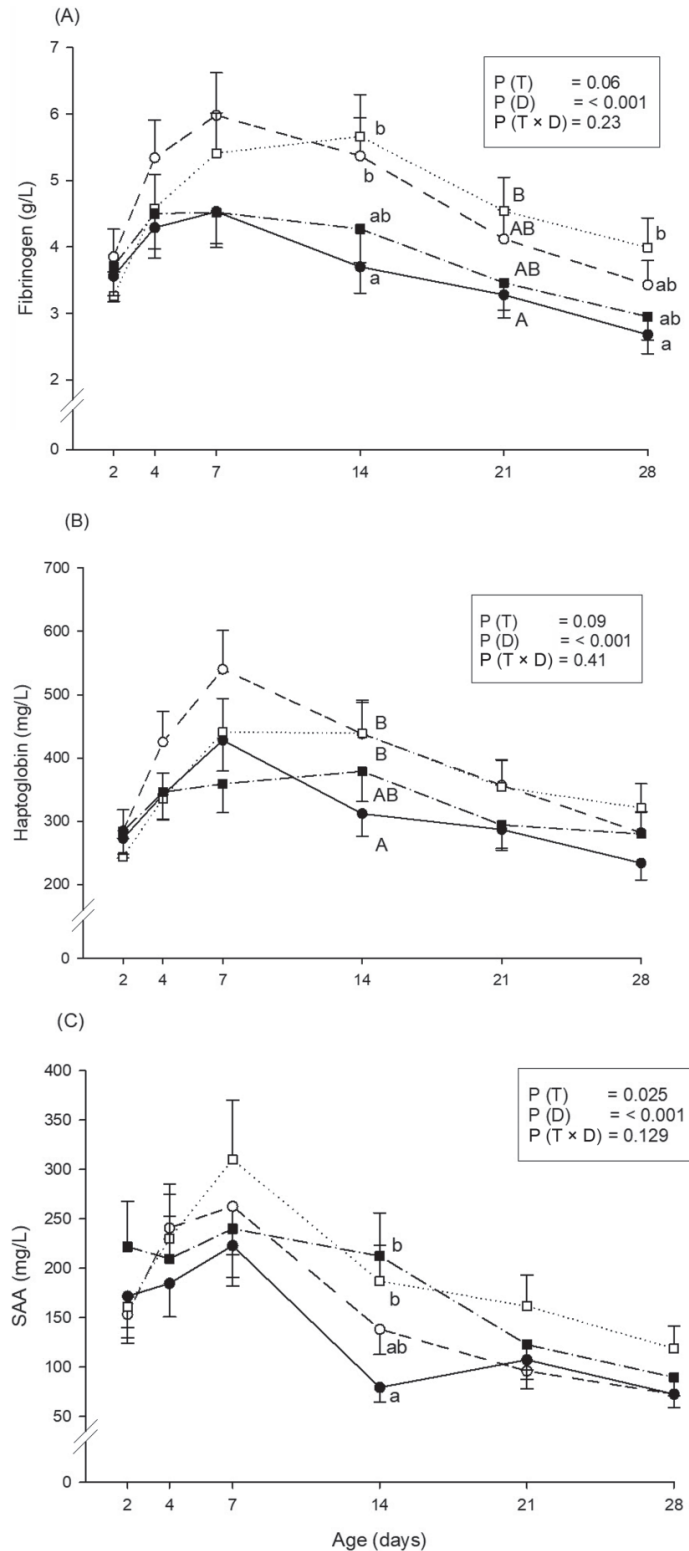 (A)
7
6
5
4
3
2
0
Fibrinogen (g/L)
P (T) = 0.06
P (D) = < 0.001
P (T × D) = 0.23
b
b
ab
a
B
AB
AB
A
b
ab
ab
a
2 4 7 14 21 28
(B)
700
600
500
400
300
200
0
Haptoglobin (mg/L)
P (T) = 0.09
P (D) = < 0.001
P (T × D) = 0.41
B
B
AB
A
2 4 7 14 21 28
(C)
400
350
300
250
200
150
100
50
0
SAA (mg/L)
P (T) = 0.025
P (D) = < 0.001
P (T × D) = 0.129
b
b
ab
a
2 4 7 14 21 28
Age (days)